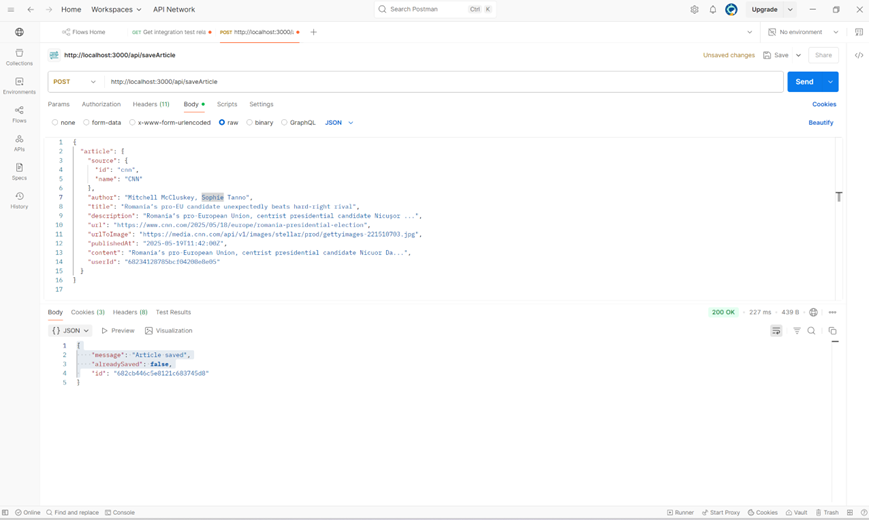 Home Workspaces API Network Search Postman Ctrl K Upgrade
Flows Home GET Get integration test rela POST http://localhost:3000/a No environment
http://localhost:3000/api/saveArticle Unsaved changes Save Share
Collections
POST http://localhost:3000/api/saveArticle Send
Environments
Params Authorization Headers (11) Body Scripts Settings Cookies
Flows
none form-data x-www-form-urlencoded raw binary GraphQL JSON Beautify
APIs
Specs
History
1 {
2 "article": {
3 "source": {
4 "id": "cnn",
5 "name": "CNN"
6 },
7 "author": "Mitchell McCluskey, Sophie Tanno",
8 "title": "Romania's pro-EU candidate unexpectedly beats hard-right rival",
9 "description": "Romania's pro-European Union, centrist presidential candidate Nicusor ...",
10 "url": "https://www.cnn.com/2025/05/18/europe/romania-presidential-election",
11 "urlToImage": "https://media.cnn.com/api/v1/images/stellar/prod/gettyimages-221519703.jpg",
12 "publishedAt": "2025-05-19T11:42:00Z",
13 "content": "Romania's pro-European Union, centrist presidential candidate Nicuor Da...",
14 "userId":
15 }
16 }
17
Body Cookies (3) Headers (8) Test Results 200 OK 227 ms 439 B
{} JSON Preview Visualization
1 {
2 "message": "Article saved",
3 "alreadySaved": false,
4 "id":
5 }
Online Find and replace Console Runner Start Proxy Cookies Vault Trash